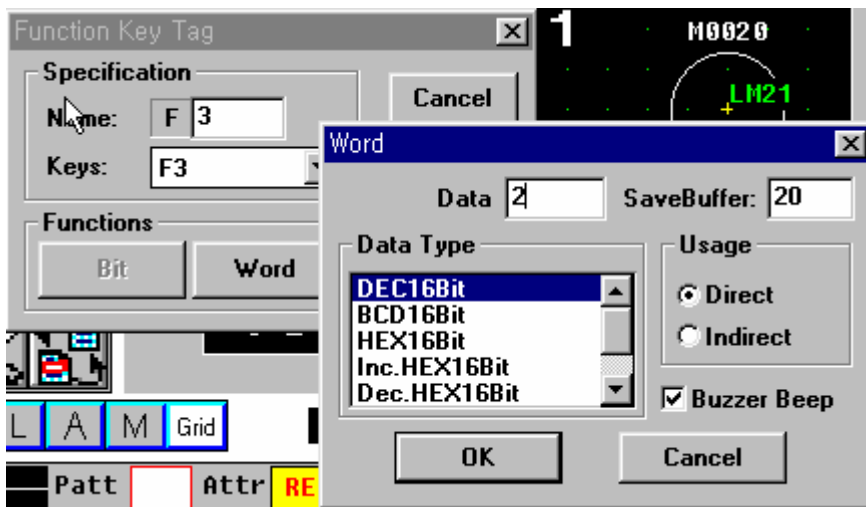 Function Key Tag
Specification
Name: F 3
Keys: F3
Cancel
Functions
Bit Word
1 M0020
LM21
Word
Data 2 SaveBuffer: 20
Data Type
DEC16Bit
BCD16Bit
HEX16Bit
Inc.HEX16Bit
Dec.HEX16Bit
Usage
Direct
Indirect
Buzzer Beep
OK Cancel
L A M Grid
Patt Attr RE